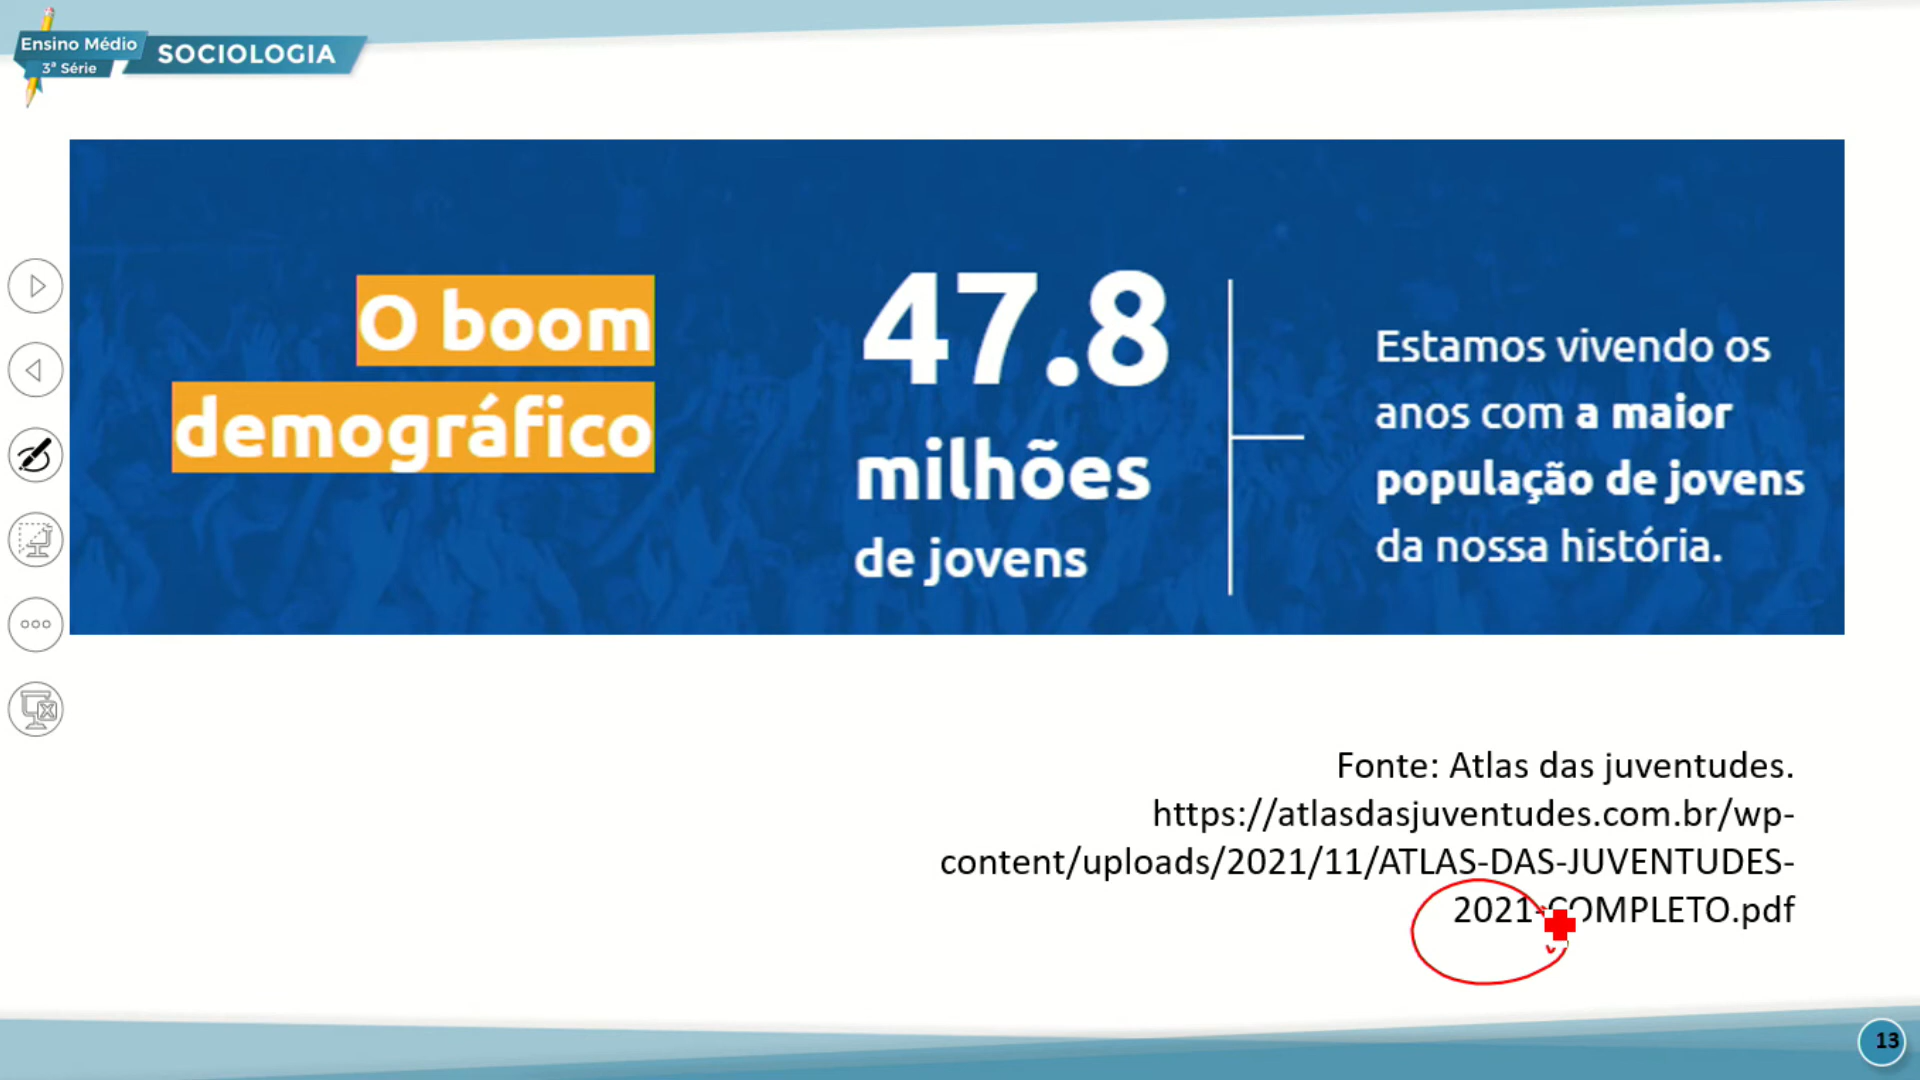 Ensino Médio
3ª Série
SOCIOLOGIA
O boom
demográfico
47.8
milhões
de jovens
Estamos vivendo os
anos com a maior
população de jovens
da nossa história.
Fonte: Atlas das juventudes.
https://atlasdasjuventudes.com.br/wp-
content/uploads/2021/11/ATLAS-DAS-JUVENTUDES-
2021-COMPLETO.pdf
13